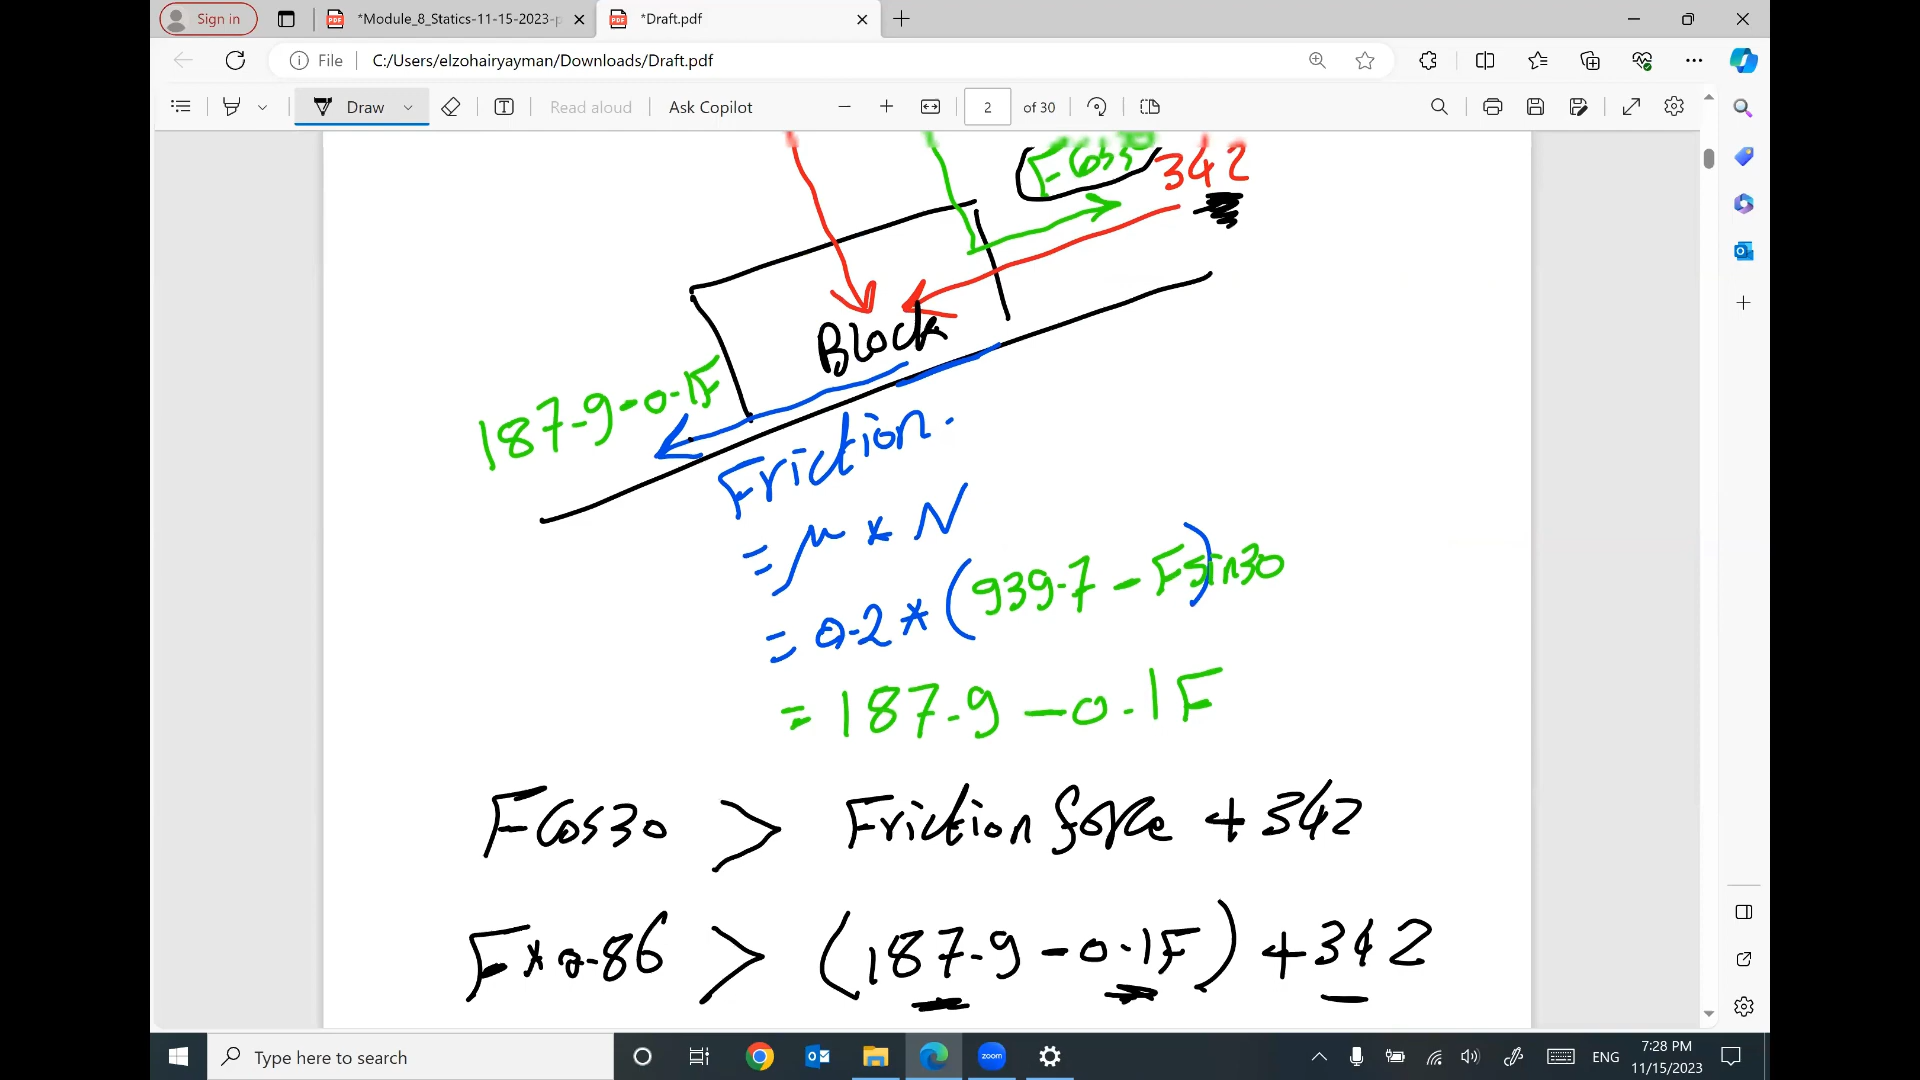 Sign in
*Module_8_Statics-11-15-2023-p
*Draft.pdf
File
C:/Users/elzohairyayman/Downloads/Draft.pdf
Draw
Read aloud
Ask Copilot
2
of 30
FCos30
342
Block
187.9-0.1F
Friction.
= μ * N
= 0.2 * (939.7 - Fsin30)
= 187.9 - 0.1F
FCos30 > Friction force + 342
F*0.86 > (187.9 - 0.1F) + 342
Type here to search
zoom
ENG
7:28 PM
11/15/2023